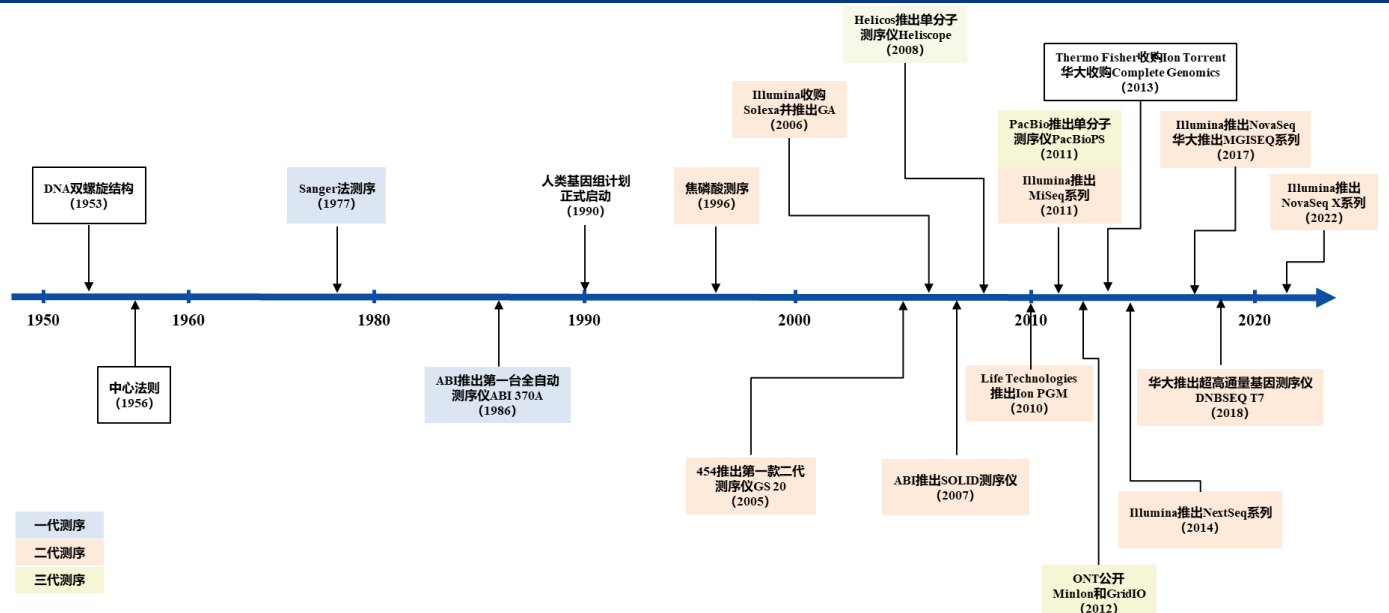 Helicos推出单分子
测序仪Heliscope
（2008）
Thermo Fisher收购Ion Torrent
华大收购Complete Genomics
（2013）
Illumina收购
Solexa并推出GA
（2006）
PacBio推出单分子
测序仪PacBioPS
（2011）
Illumina推出
MiSeq系列
（2011）
Illumina推出NovaSeq
华大推出MGISEQ系列
（2017）
DNA双螺旋结构
（1953）
Sanger法测序
（1977）
人类基因组计划
正式启动
（1990）
焦磷酸测序
（1996）
Illumina推出
NovaSeq X系列
（2022）
1950
1960
1980
1990
2000
2010
2020
中心法则
（1956）
ABI推出第一台全自动
测序仪ABI 370A
（1986）
Life Technologies
推出Ion PGM
（2010）
华大推出超高通量基因测序仪
DNBSEQ T7
（2018）
454推出第一款二代
测序仪GS 20
（2005）
ABI推出SOLID测序仪
（2007）
Illumina推出NextSeq系列
（2014）
ONT公开
MinIon和GridIO
（2012）
一代测序
二代测序
三代测序